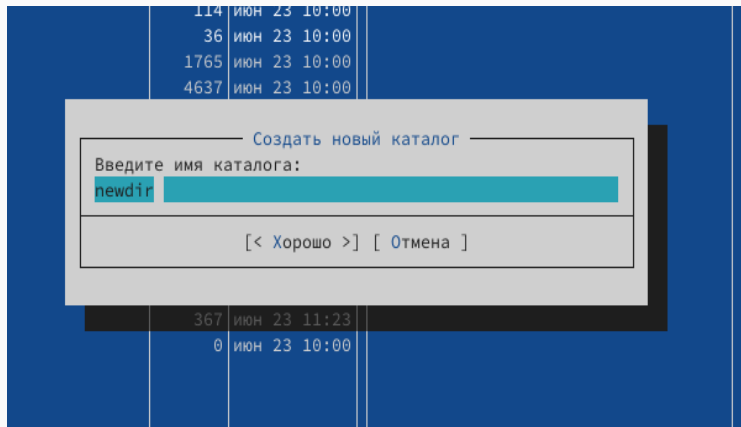 114 июн 23 10:00
36 июн 23 10:00
1765 июн 23 10:00
4637 июн 23 10:00
Создать новый каталог
Введите имя каталога:
newdir
[< Хорошо >] [ Отмена ]
367 июн 23 11:23
0 июн 23 10:00